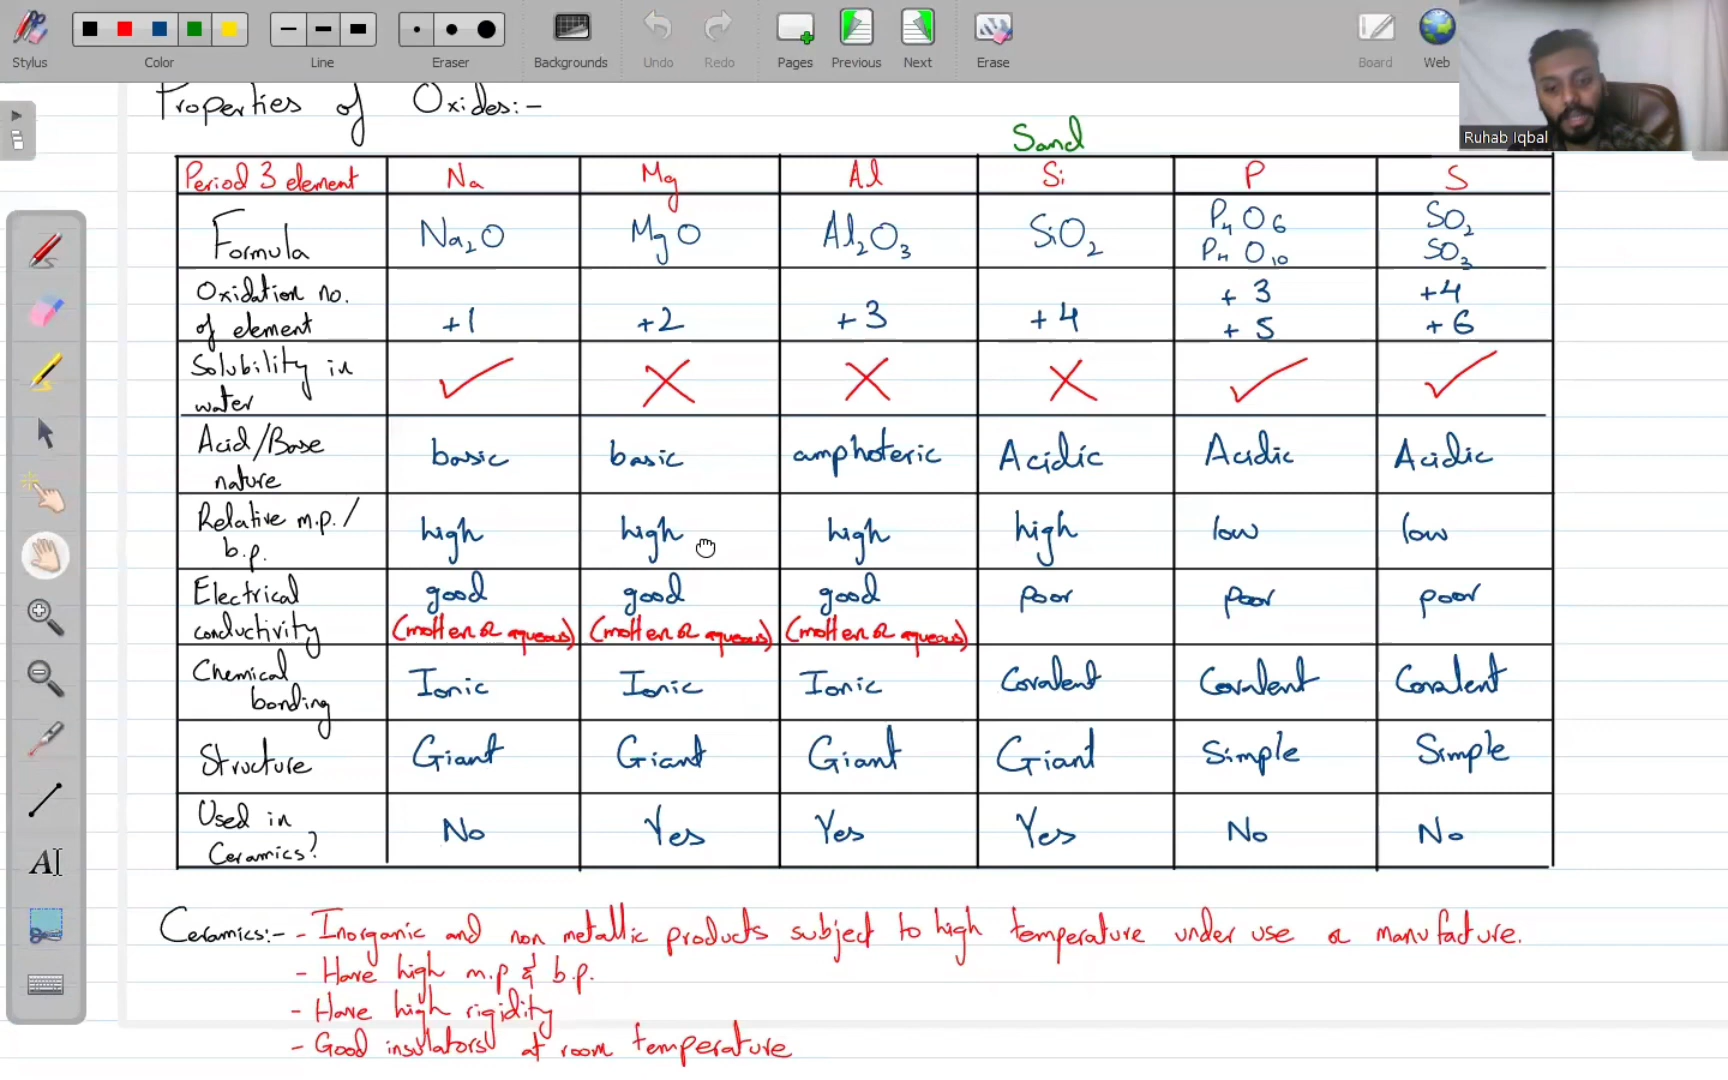 Stylus Color Line Eraser Backgrounds Undo Redo Pages Previous Next Erase Board Web
Ruhab Iqbal
Properties of Oxides:-
Sand
Period 3 element Na Mg Al Si P S
Formula Na₂O MgO Al₂O₃ SiO₂ P₄O₆ SO₂
P₄O₁₀ SO₃
Oxidation no. +3 +4
of element +1 +2 +3 +4 +5 +6
Solubility in ✓ X X X ✓ ✓
water
Acid/Base basic basic amphoteric Acidic Acidic Acidic
nature
Relative m.p./ high high high high low low
b.p.
Electrical good good good poor poor poor
conductivity (molten or aqueous) (molten or aqueous) (molten or aqueous)
Chemical Ionic Ionic Ionic Covalent Covalent Covalent
bonding
Structure Giant Giant Giant Giant Simple Simple
Used in No Yes Yes Yes No No
Ceramics?
Ceramics:- - Inorganic and non metallic products subject to high temperature under use or manufacture.
- Have high m.p & b.p.
- Have high rigidity
- Good insulators at room temperature
AI